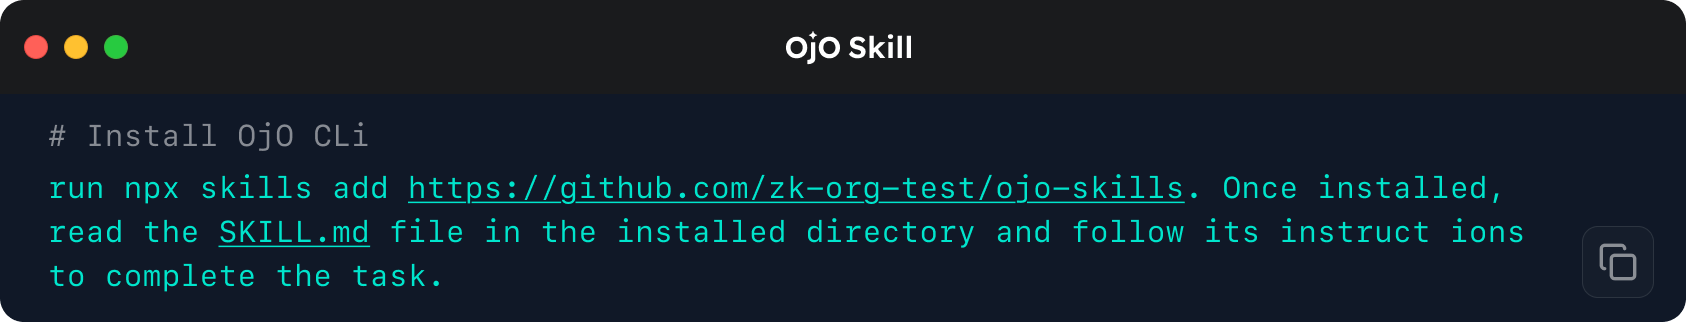 OjO Skill
# Install OjO CLi
run npx skills add https://github.com/zk-org-test/ojo-skills. Once installed,
read the SKILL.md file in the installed directory and follow its instruct ions
to complete the task.